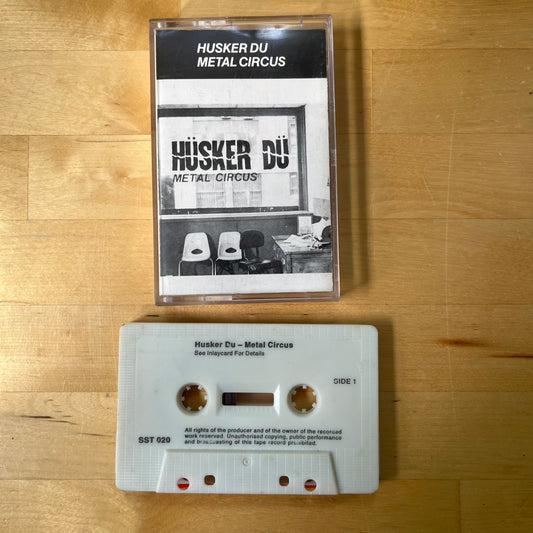 HUSKER DU
METAL CIRCUS
HÜSKER DÜ
METAL CIRCUS
Husker Du – Metal Circus
See Inlaycard For Details
SIDE 1
SST 020
All rights of the producer and of the owner of the recorded
work reserved. Unauthorised copying, public performance
and broadcasting of this tape record prohibited.